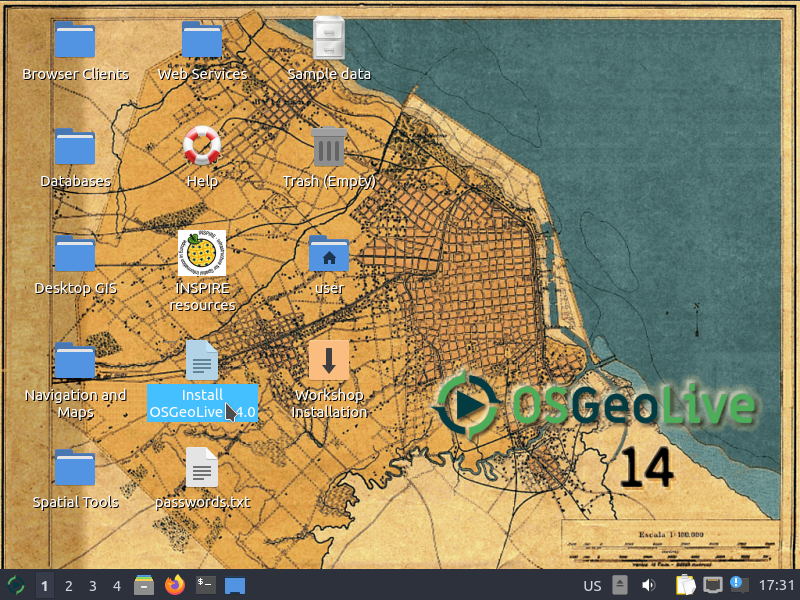 Browser Clients
Web Services
Sample data
Databases
Help
Trash (Empty)
Desktop GIS
INSPIRE
resources
user
Navigation and
Maps
Install
OSGeoLive 4.0
Workshop
Installation
Spatial Tools
passwords.txt
OSGeoLive
14
N
Escala 1:100.000
1
2
3
4
US
17:31